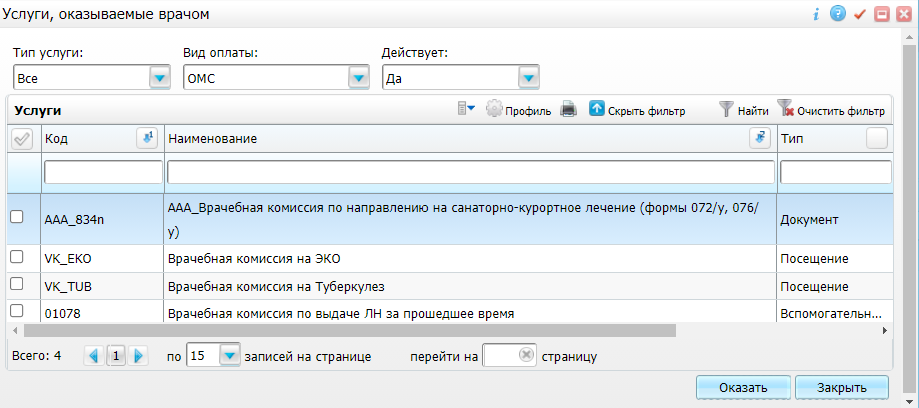 Услуги, оказываемые врачом
Тип услуги: Вид оплаты: Действует:
Все ОМС Да
Услуги Профиль Скрыть фильтр Найти Очистить фильтр
Код Наименование Тип
AAA_834n AAA_Врачебная комиссия по направлению на санаторно-курортное лечение (формы 072/у, 076/у) Документ
VK_EKO Врачебная комиссия на ЭКО Посещение
VK_TUB Врачебная комиссия на Туберкулез Посещение
01078 Врачебная комиссия по выдаче ЛН за прошедшее время Вспомогательн...
Всего: 4 1 по 15 записей на странице перейти на страницу
Оказать Закрыть